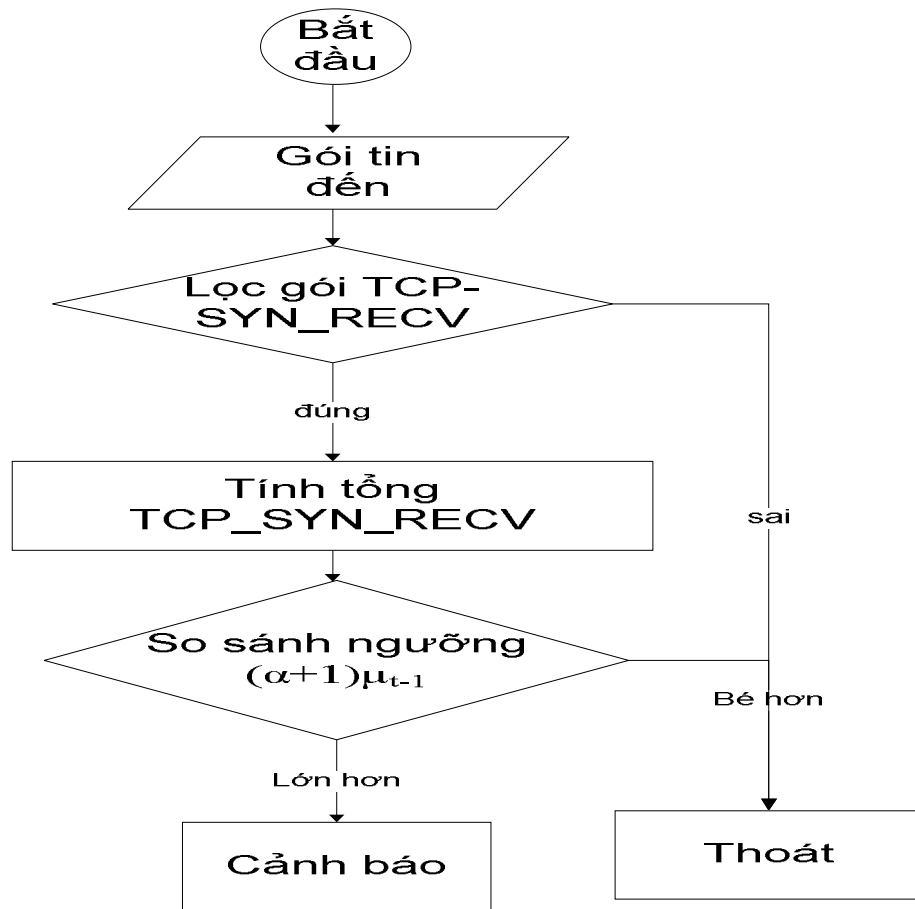 Bắt
đầu
Gói tin
đến
Lọc gói TCP-
SYN_RECV
đúng
Tính tổng
TCP_SYN_RECV
sai
So sánh ngưỡng
(α+1)μt-1
Bé hơn
Lớn hơn
Cảnh báo
Thoát